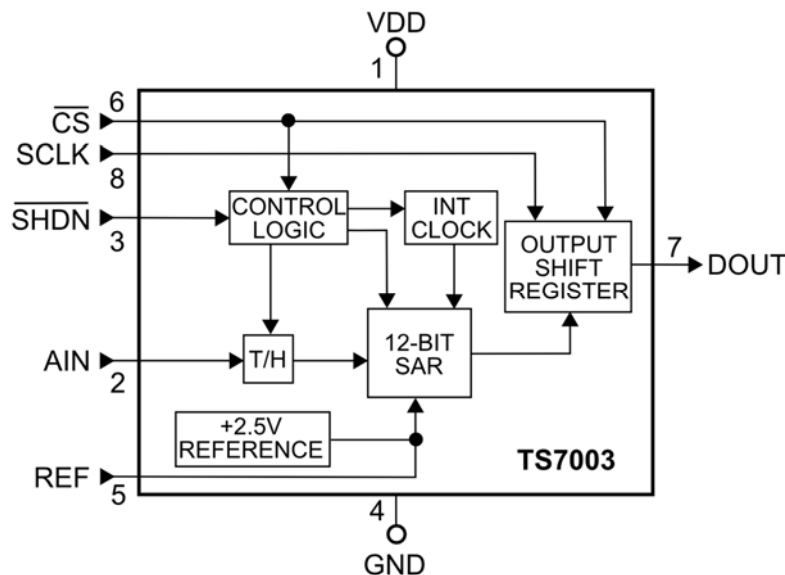 VDD
1
6
CS
SCLK
8
SHDN
3
CONTROL
LOGIC
INT
CLOCK
OUTPUT
SHIFT
REGISTER
7
DOUT
AIN
2
T/H
12-BIT
SAR
+2.5V
REFERENCE
TS7003
REF
5
4
GND